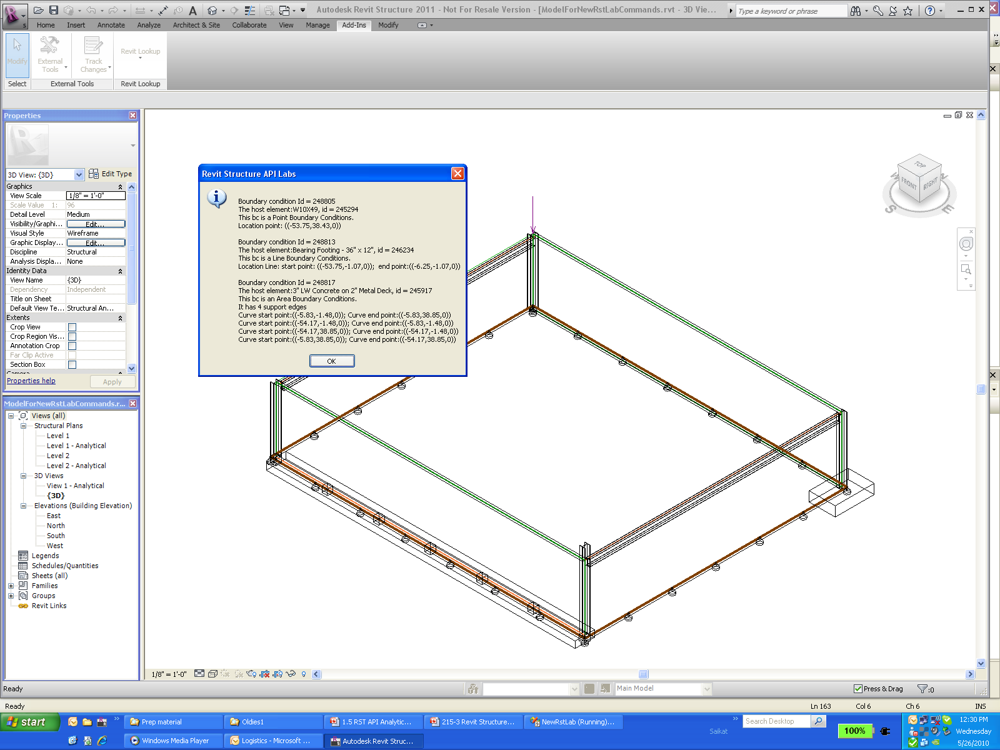 Autodesk Revit Structure 2011 - Not For Resale Version - [ModelForNewRstLabCommands.rvt - 3D Vie...
Type a keyword or phrase
Home Insert Annotate Analyze Architect & Site Collaborate View Manage Add-Ins Modify
Modify
External Tools
Track Changes
Revit Lookup
Select External Tools Revit Lookup
Properties
3D View: {3D} Edit Type
Graphics
View Scale 1/8" = 1'-0"
Scale Value 1: 96
Detail Level Medium
Visibility/Graphi... Edit...
Visual Style Wireframe
Graphic Display... Edit...
Discipline Structural
Analysis Displa... None
Identity Data
View Name {3D}
Dependency Independent
Title on Sheet
Default View Te... Structural An...
Extents
Crop View
Crop Region Vis...
Annotation Crop
Far Clip Active
Section Box
Camera
Properties help Apply
ModelForNewRstLabCommands.r...
Views (all)
Structural Plans
Level 1
Level 1 - Analytical
Level 2
Level 2 - Analytical
3D Views
View 1 - Analytical
{3D}
Elevations (Building Elevation)
East
North
South
West
Legends
Schedules/Quantities
Sheets (all)
Families
Groups
Revit Links
Revit Structure API Labs
Boundary condition Id = 248805
The host element:W10X49, id = 245294
This bc is a Point Boundary Conditions.
Location point: ((-53.75,38.43,0))
Boundary condition Id = 248813
The host element:Bearing Footing - 36" x 12", id = 246234
This bc is a Line Boundary Conditions.
Location Line: start point: ((-53.75,-1.07,0)); end point:((-6.25,-1.07,0))
Boundary condition Id = 248817
The host element:3" LW Concrete on 2" Metal Deck, id = 245917
This bc is an Area Boundary Conditions.
It has 4 support edges
Curve start point:((-5.83,-1.48,0)); Curve end point:((-5.83,38.85,0))
Curve start point:((-54.17,-1.48,0)); Curve end point:((-5.83,-1.48,0))
Curve start point:((-54.17,38.85,0)); Curve end point:((-54.17,-1.48,0))
Curve start point:((-5.83,38.85,0)); Curve end point:((-54.17,38.85,0))
OK
TOP
FRONT
RIGHT
S
E
1/8" = 1'-0"
Ready Main Model Press & Drag :0
Ready Ln 163 Col 6 Ch 6 INS
start Prep material Oldies1 1.5 RST API Analytic... 215-3 Revit Structure... NewRstLab (Running)... Search Desktop
Windows Media Player Logistics - Microsoft ... Autodesk Revit Struc...
Saikat
100%
12:30 PM
Wednesday
5/26/2010